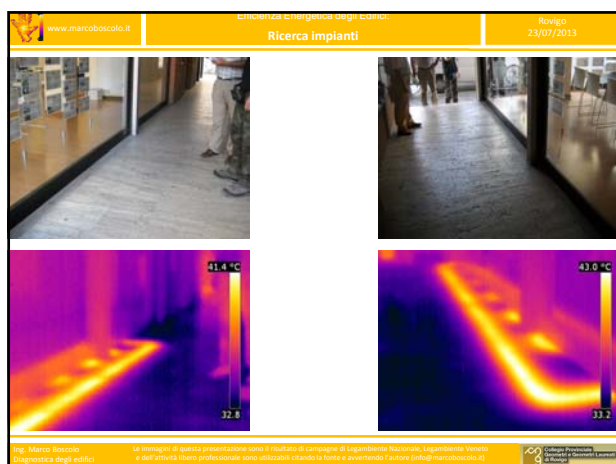 www.marcoboscolo.it
Efficienza Energetica degli Edifici:
Ricerca impianti
Rovigo
23/07/2013
41.4 °C
32.8
43.0 °C
33.2
Ing. Marco Boscolo
Diagnostica degli edifici
Le immagini di questa presentazione sono il risultato di campagne di Legambiente Nazionale, Legambiente Veneto
e dell'attività libero professionale sono utilizzabili citando la fonte e avvertendo l'autore (info@marcoboscolo.it)
Collegio Provinciale
Geometri e Geometri Laureati
di Rovigo